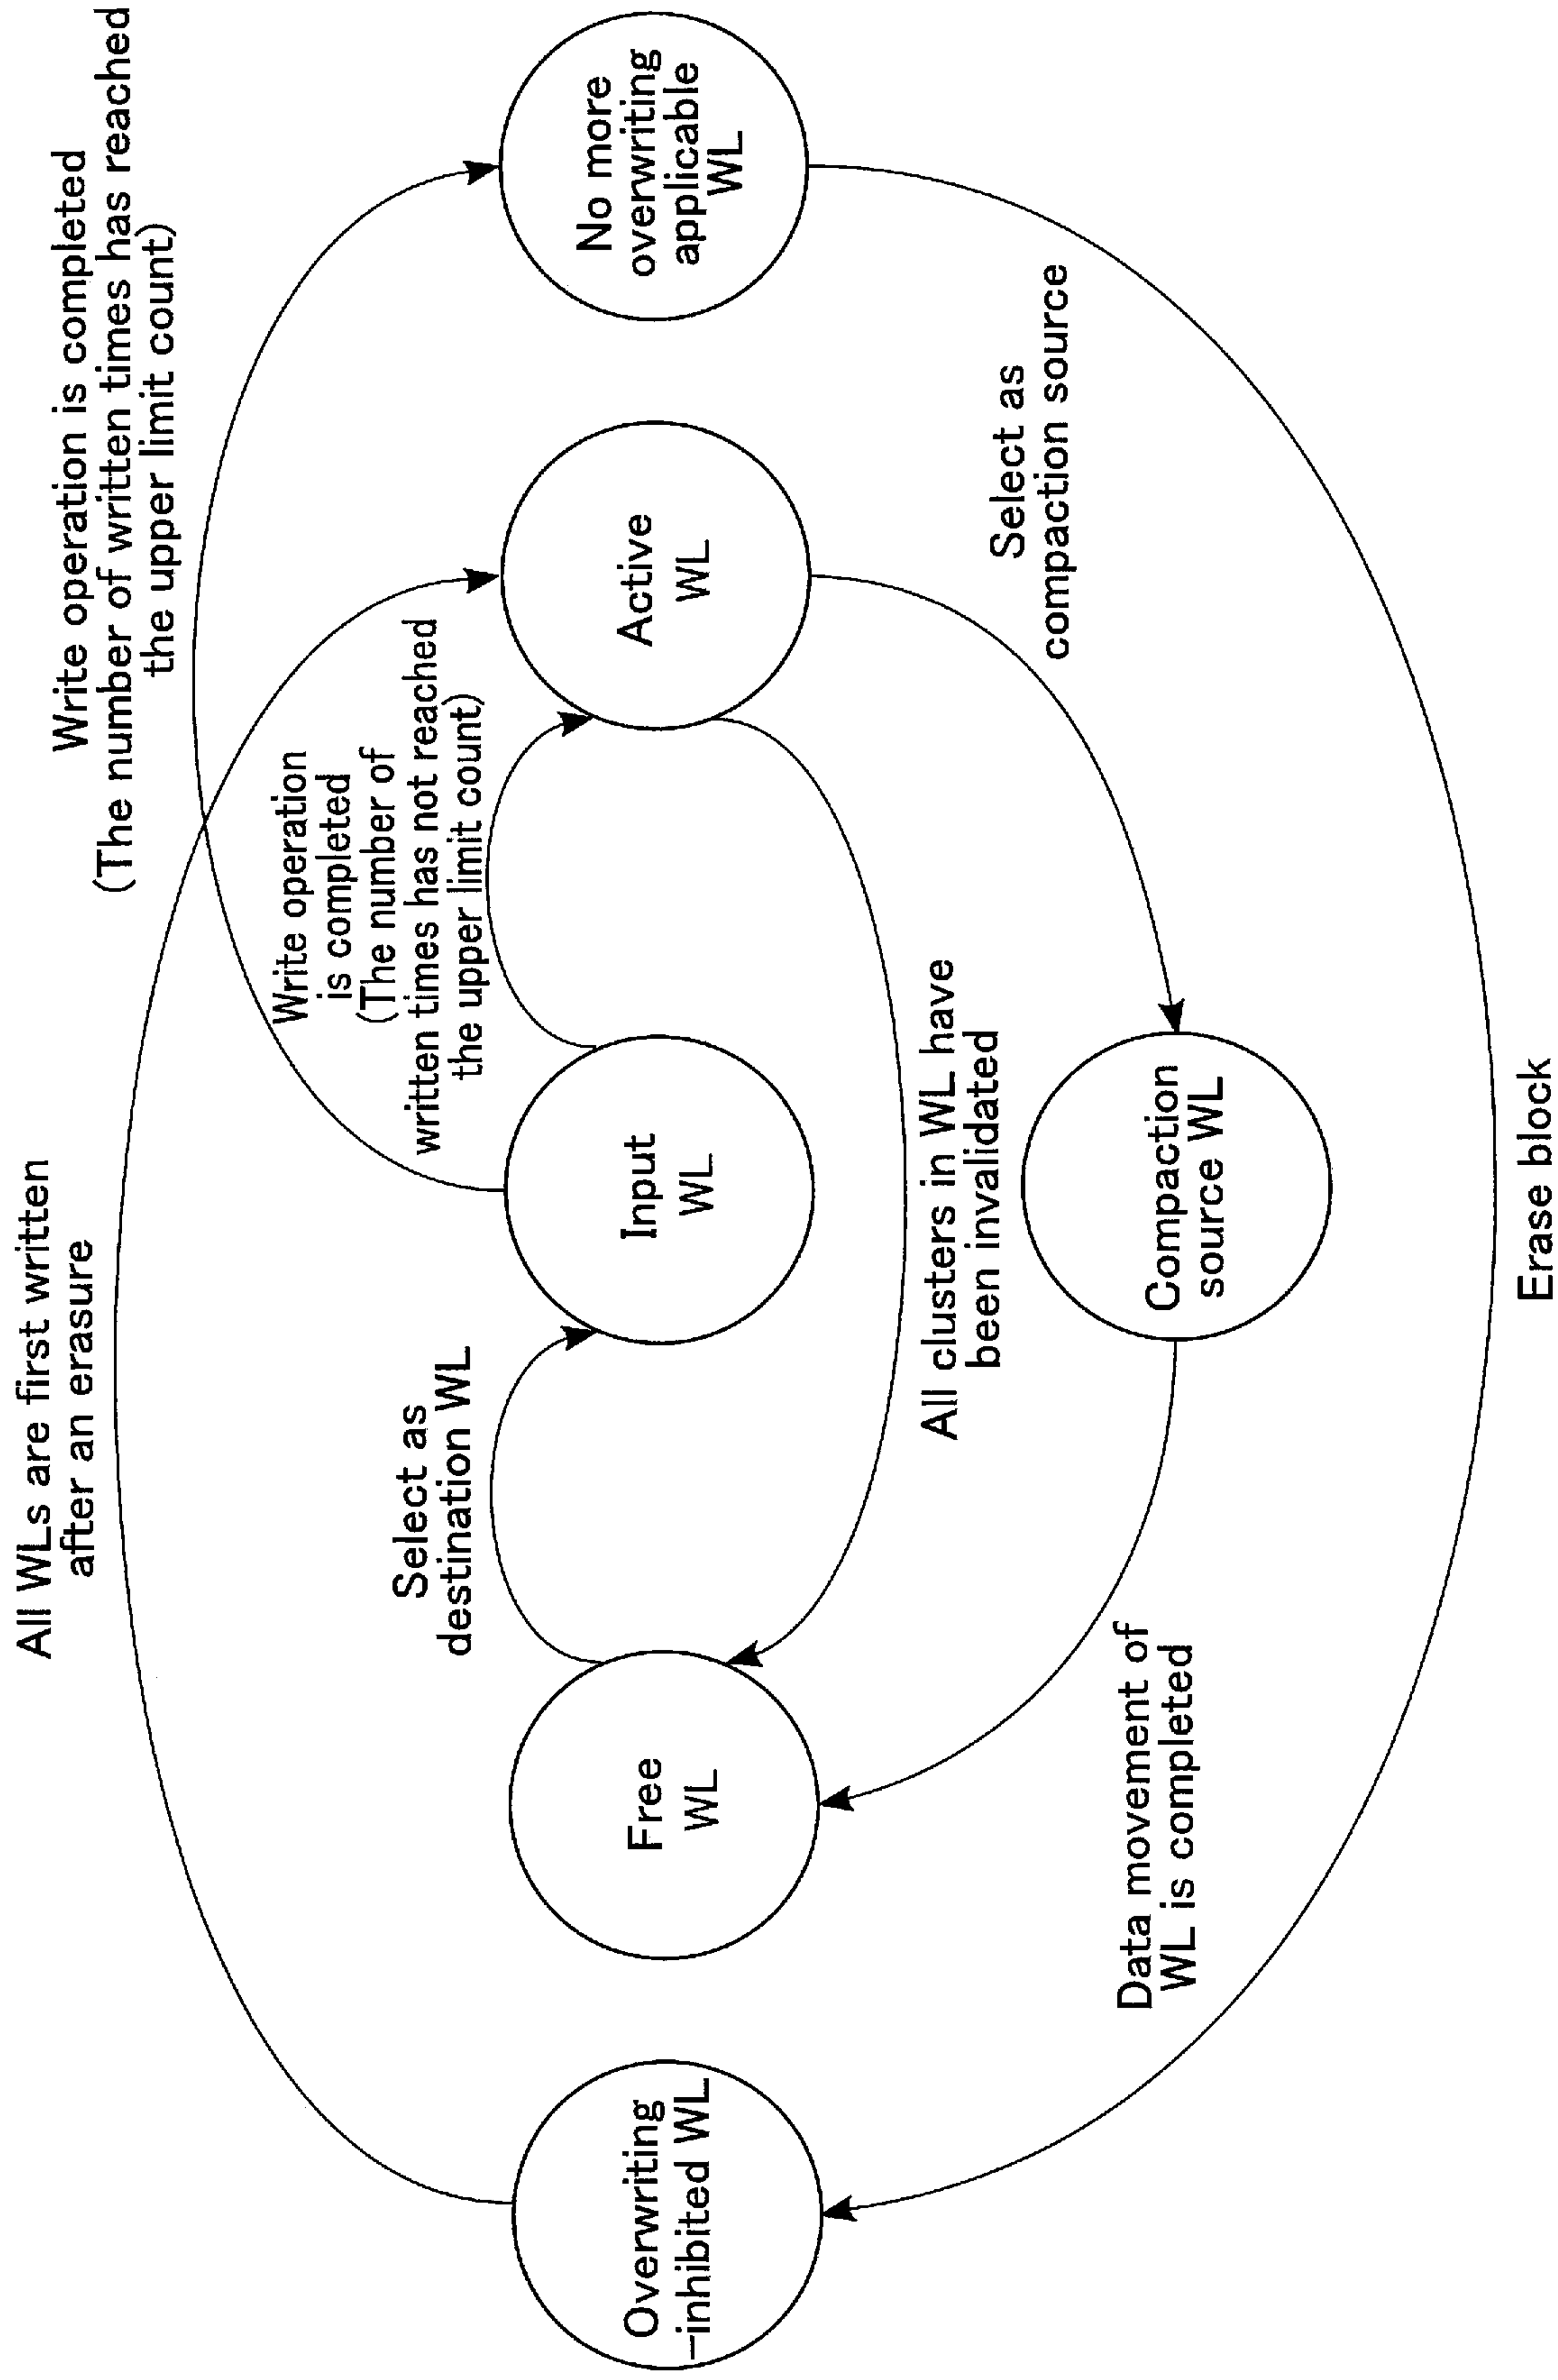 All WLs are first written
after an erasure
Write operation is completed
(The number of written times has reached
the upper limit count)
Write operation
is completed
(The number of
written times has not reached
the upper limit count)
Select as
destination WL
Overwriting
-inhibited WL
Free
WL
Input
WL
Active
WL
No more
overwriting
applicable
WL
All clusters in WL have
been invalidated
Select as
compaction source
Data movement of
WL is completed
Compaction
source WL
Erase block